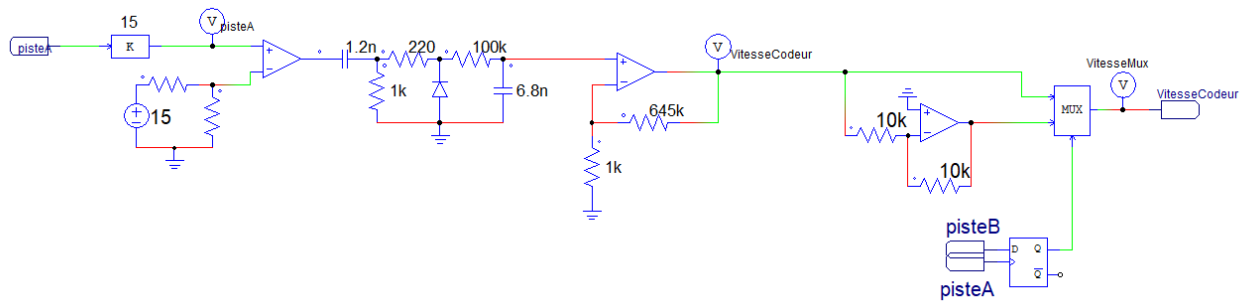 15
pisteA
K
V
pisteA
15
1.2n
220
100k
1k
6.8n
V
VitesseCodeur
645k
1k
10k
10k
MUX
V
VitesseMux
VitesseCodeur
pisteB
pisteA
D
Q
Q